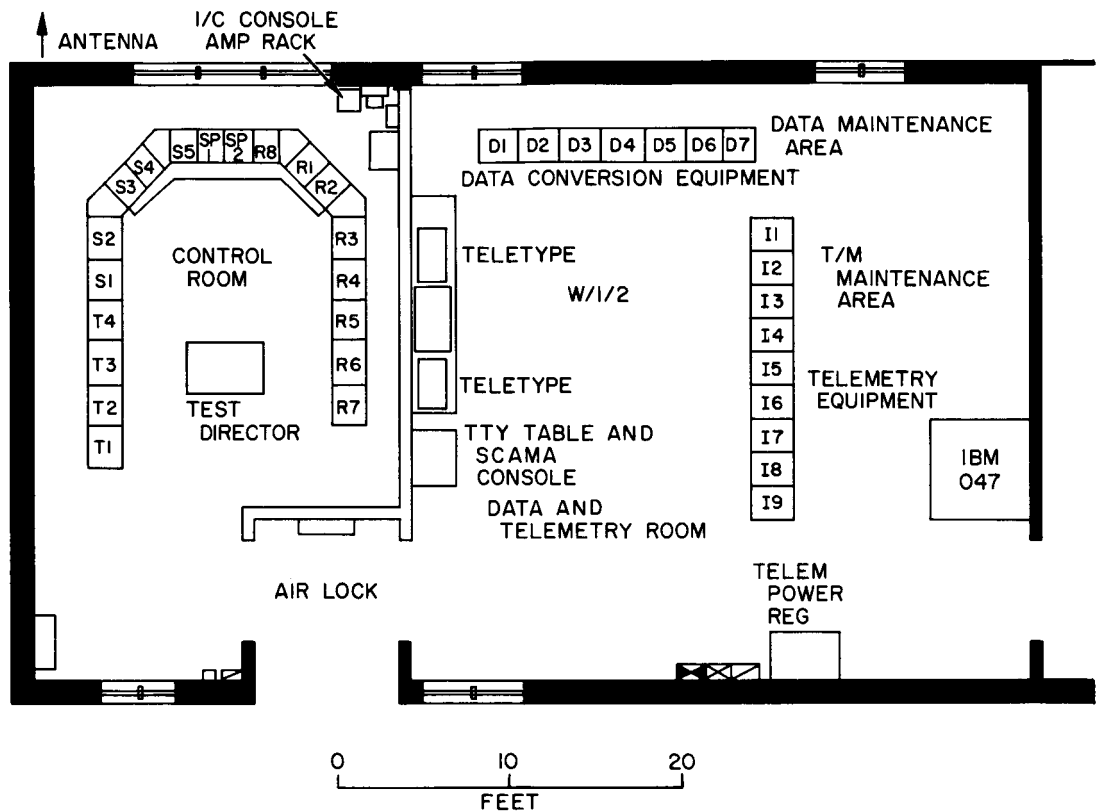 I/C CONSOLE
AMP RACK
ANTENNA
S5
SP
1
SP
2
R8
S4
R1
S3
R2
S2
R3
S1
R4
T4
R5
T3
R6
T2
R7
T1
CONTROL
ROOM
TEST
DIRECTOR
D1 D2 D3 D4 D5 D6 D7
DATA MAINTENANCE
AREA
DATA CONVERSION EQUIPMENT
TELETYPE
W/1/2
TELETYPE
TTY TABLE AND
SCAMA
CONSOLE
DATA AND
TELEMETRY ROOM
I1
I2
I3
I4
I5
I6
I7
I8
I9
T/M
MAINTENANCE
AREA
TELEMETRY
EQUIPMENT
IBM
047
AIR LOCK
TELEM
POWER
REG
0 10 20
FEET